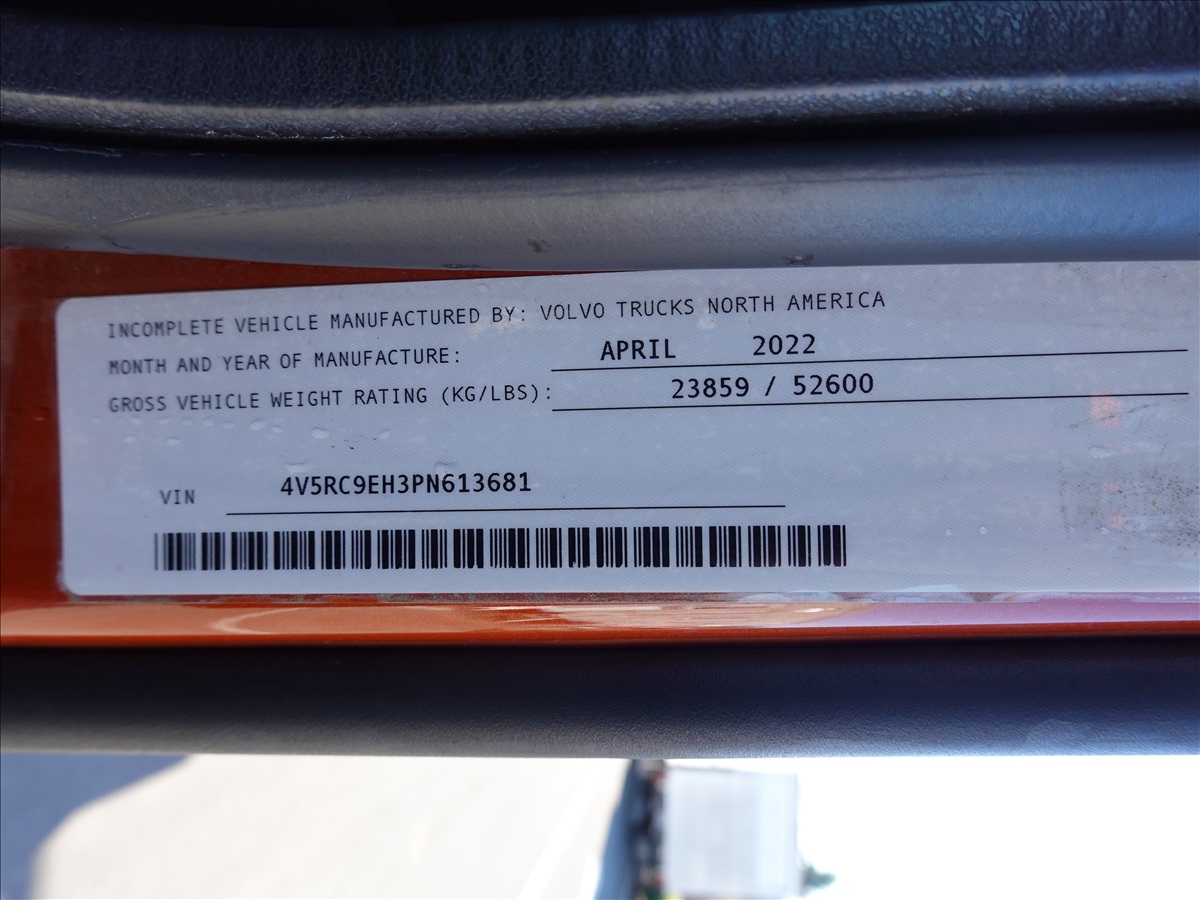 INCOMPLETE VEHICLE MANUFACTURED BY: VOLVO TRUCKS NORTH AMERICA
MONTH AND YEAR OF MANUFACTURE: APRIL 2022
GROSS VEHICLE WEIGHT RATING (KG/LBS): 23859 / 52600
VIN 4V5RC9EH3PN613681